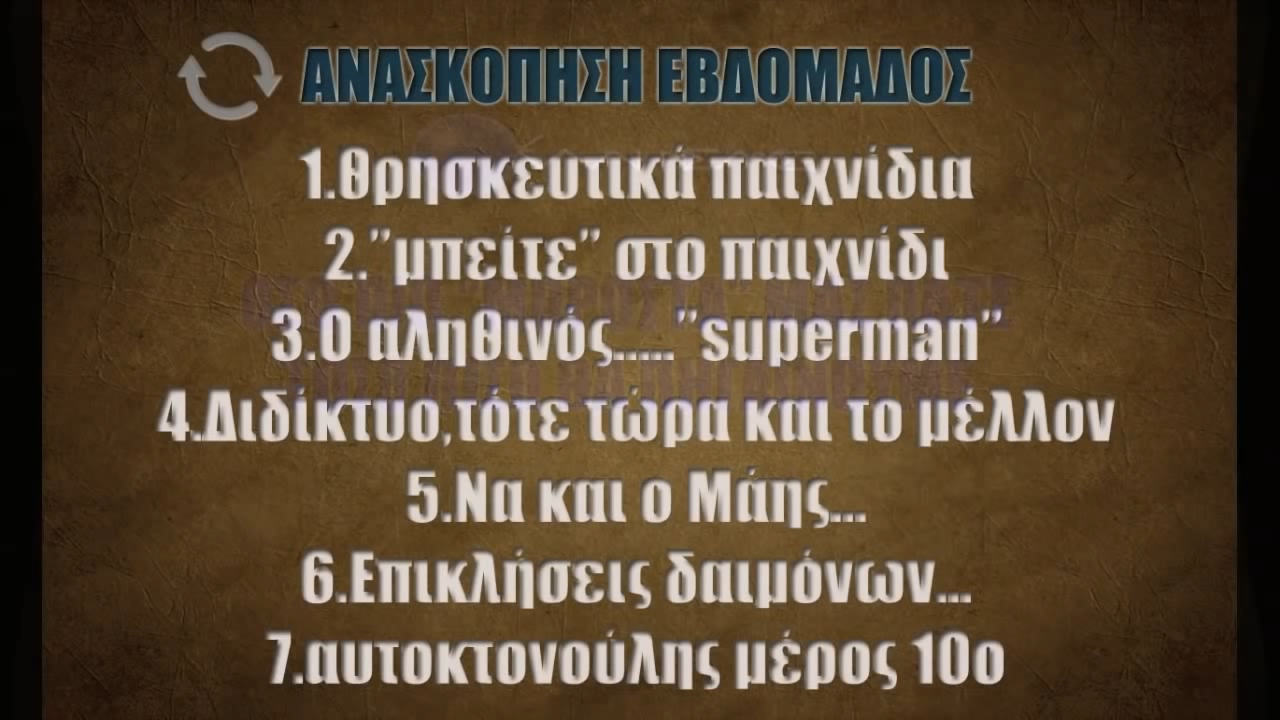 ΑΝΑΣΚΟΠΗΣΗ ΕΒΔΟΜΑΔΟΣ
1.θρησκευτικά παιχνίδια
2."μπείτε" στο παιχνίδι
3.Ο αληθινός....."superman"
4.Διδίκτυο,τότε τώρα και το μέλλον
5.Να και ο Μάης...
6.Επικλήσεις δαιμόνων...
7.αυτοκτονούλης μέρος 10ο